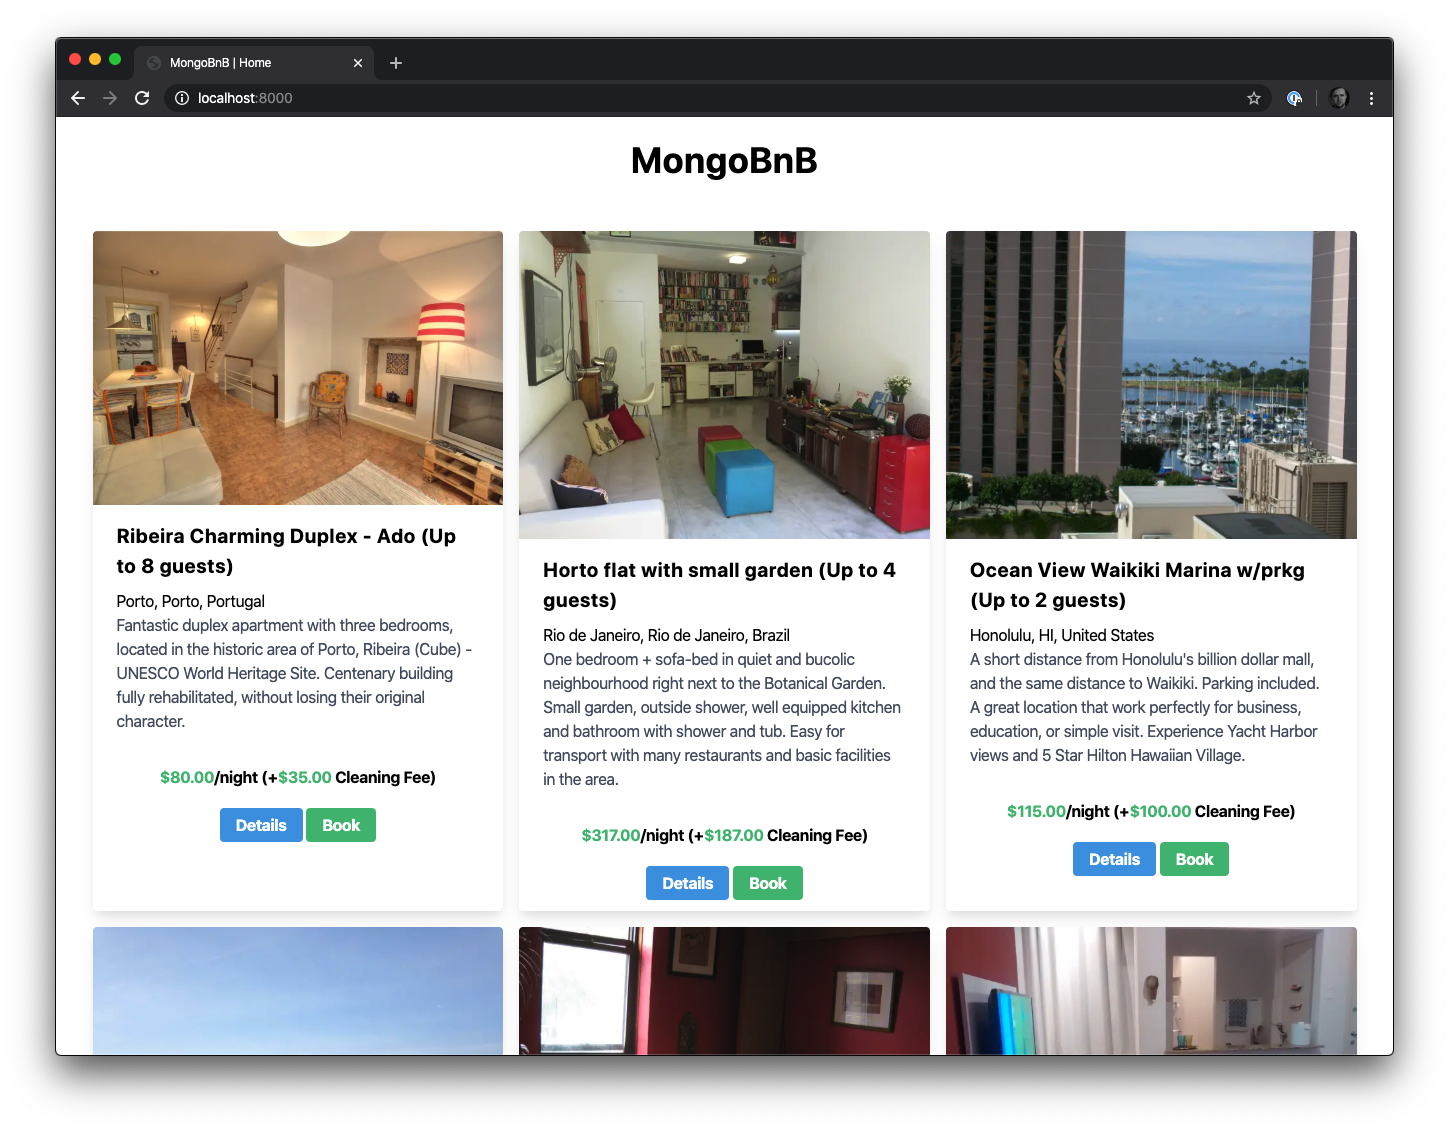 MongoBnB | Home
localhost:8000
MongoBnB
Ribeira Charming Duplex - Ado (Up
to 8 guests)
Porto, Porto, Portugal
Fantastic duplex apartment with three bedrooms,
located in the historic area of Porto, Ribeira (Cube) -
UNESCO World Heritage Site. Centenary building
fully rehabilitated, without losing their original
character.
$80.00/night (+$35.00 Cleaning Fee)
Details Book
Horto flat with small garden (Up to 4
guests)
Rio de Janeiro, Rio de Janeiro, Brazil
One bedroom + sofa-bed in quiet and bucolic
neighbourhood right next to the Botanical Garden.
Small garden, outside shower, well equipped kitchen
and bathroom with shower and tub. Easy for
transport with many restaurants and basic facilities
in the area.
$317.00/night (+$187.00 Cleaning Fee)
Details Book
Ocean View Waikiki Marina w/prkg
(Up to 2 guests)
Honolulu, HI, United States
A short distance from Honolulu's billion dollar mall,
and the same distance to Waikiki. Parking included.
A great location that work perfectly for business,
education, or simple visit. Experience Yacht Harbor
views and 5 Star Hilton Hawaiian Village.
$115.00/night (+$100.00 Cleaning Fee)
Details Book